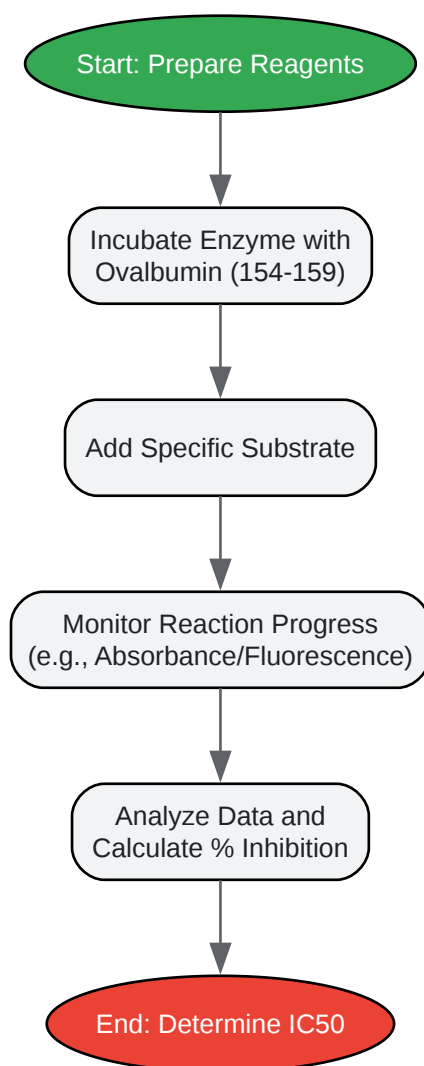 Start: Prepare Reagents
Incubate Enzyme with
Ovalbumin (154-159)
Add Specific Substrate
Monitor Reaction Progress
(e.g., Absorbance/Fluorescence)
Analyze Data and
Calculate % Inhibition
End: Determine IC50